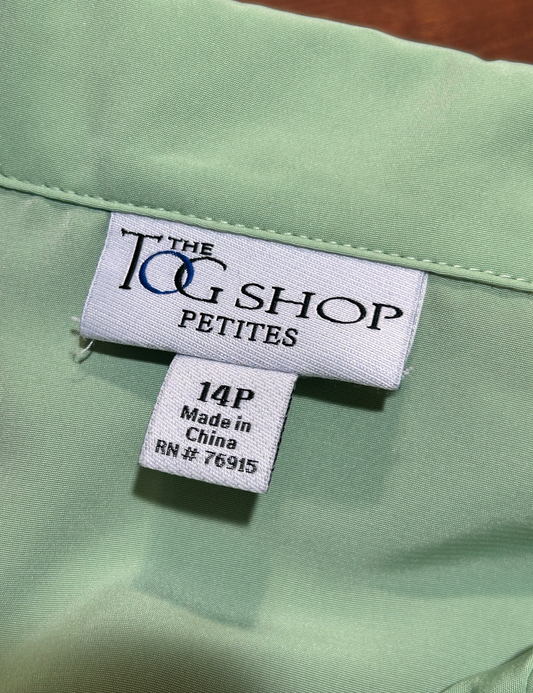 THE
TOG SHOP
PETITES
14P
Made in
China
RN # 76915